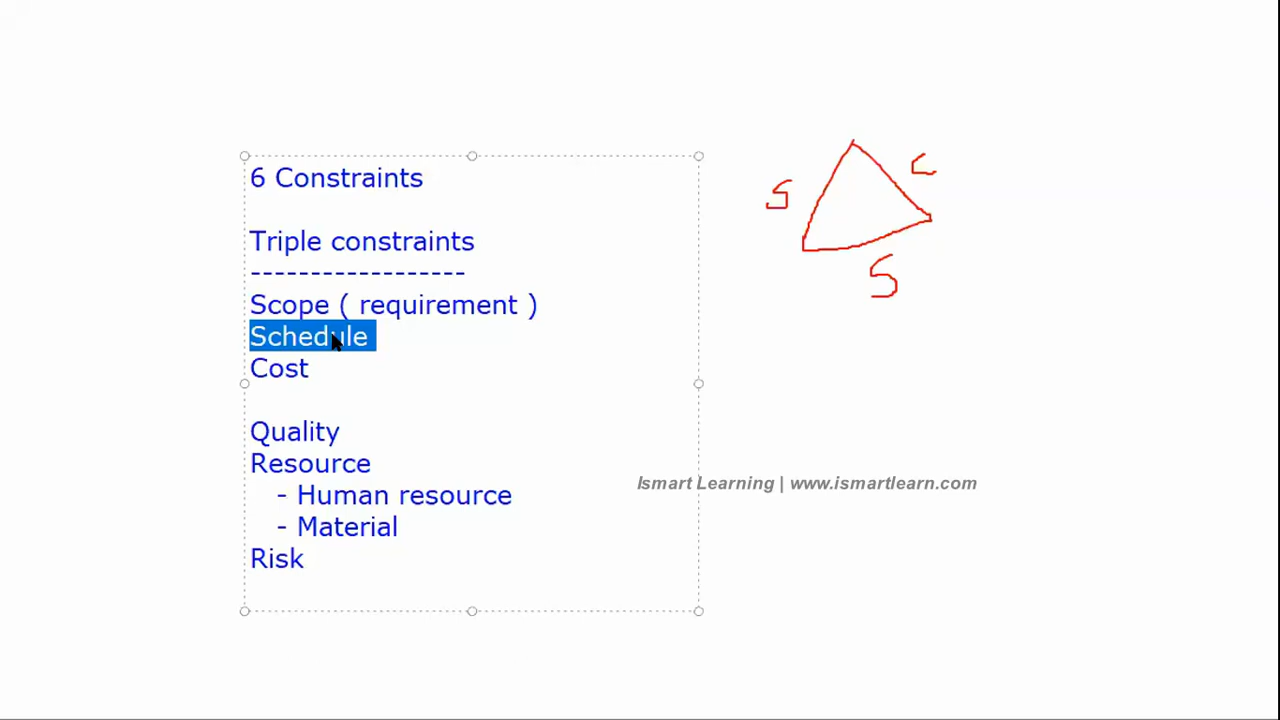 6 Constraints
Triple constraints
------------------
Scope ( requirement )
Schedule
Cost
Quality
Resource
- Human resource
- Material
Risk
S
C
S
Ismart Learning | www.ismartlearn.com